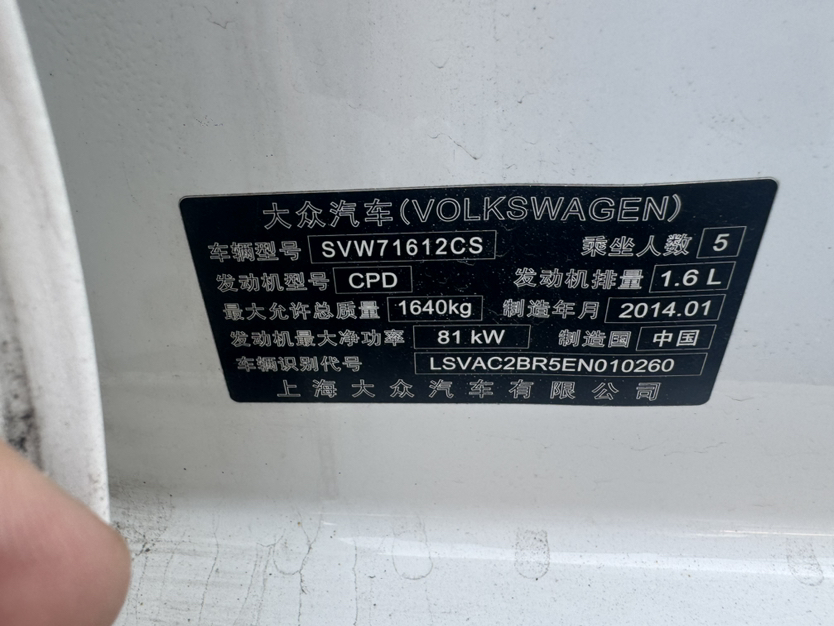 大众汽车(VOLKSWAGEN)
车辆型号 SVW71612CS 乘坐人数 5
发动机型号 CPD 发动机排量 1.6 L
最大允许总质量 1640kg 制造年月 2014.01
发动机最大净功率 81 kW 制造国 中国
车辆识别代号 LSVAC2BR5EN010260
上海大众汽车有限公司